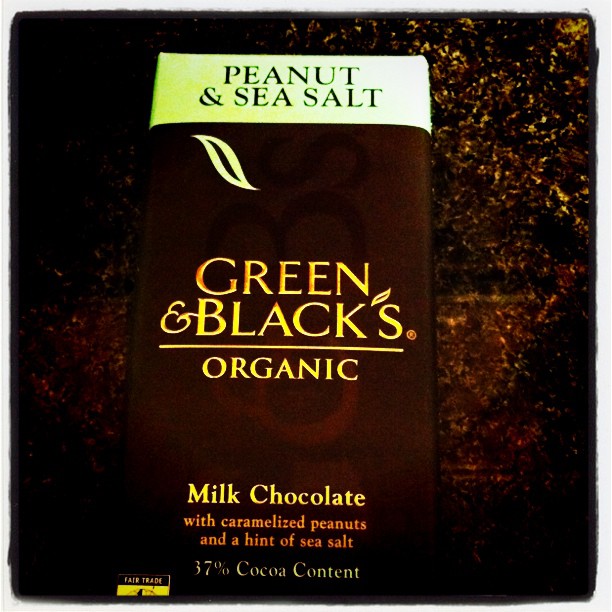 PEANUT
& SEA SALT
GREEN
&BLACK'S®
ORGANIC
Milk Chocolate
with caramelized peanuts
and a hint of sea salt
37% Cocoa Content
FAIR TRADE